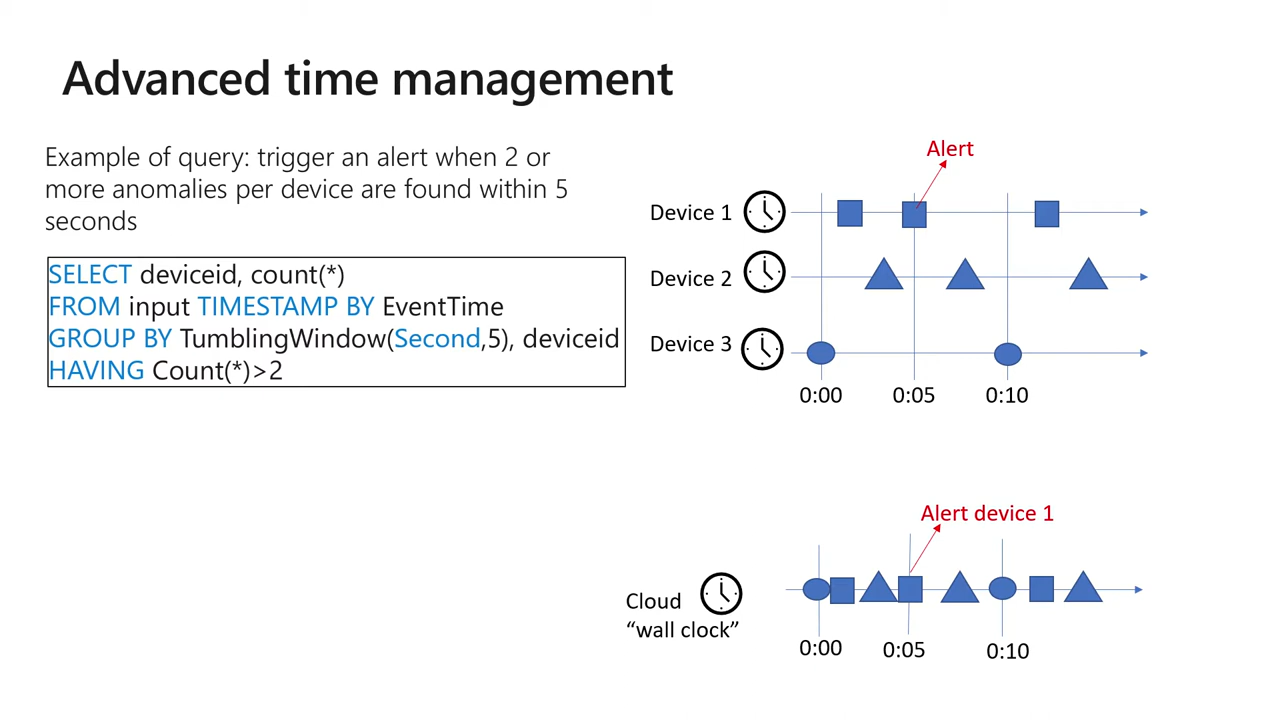 Advanced time management
Example of query: trigger an alert when 2 or
more anomalies per device are found within 5
seconds
SELECT deviceid, count(*)
FROM input TIMESTAMP BY EventTime
GROUP BY TumblingWindow(Second,5), deviceid
HAVING Count(*)>2
Alert
Device 1
Device 2
Device 3
0:00
0:05
0:10
Alert device 1
Cloud
“wall clock”
0:00
0:05
0:10